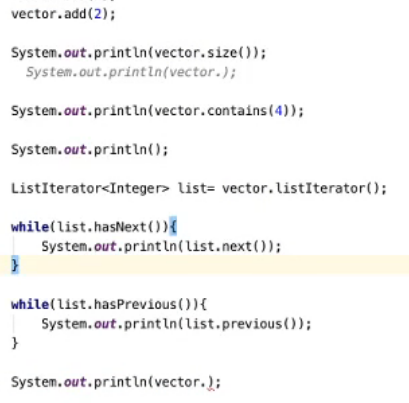 vector.add(2);
System.out.println(vector.size());
System.out.println(vector.);
System.out.println(vector.contains(4));
System.out.println();
ListIterator<Integer> list= vector.listIterator();
while(list.hasNext()){
System.out.println(list.next());
}
while(list.hasPrevious()){
System.out.println(list.previous());
}
System.out.println(vector.);